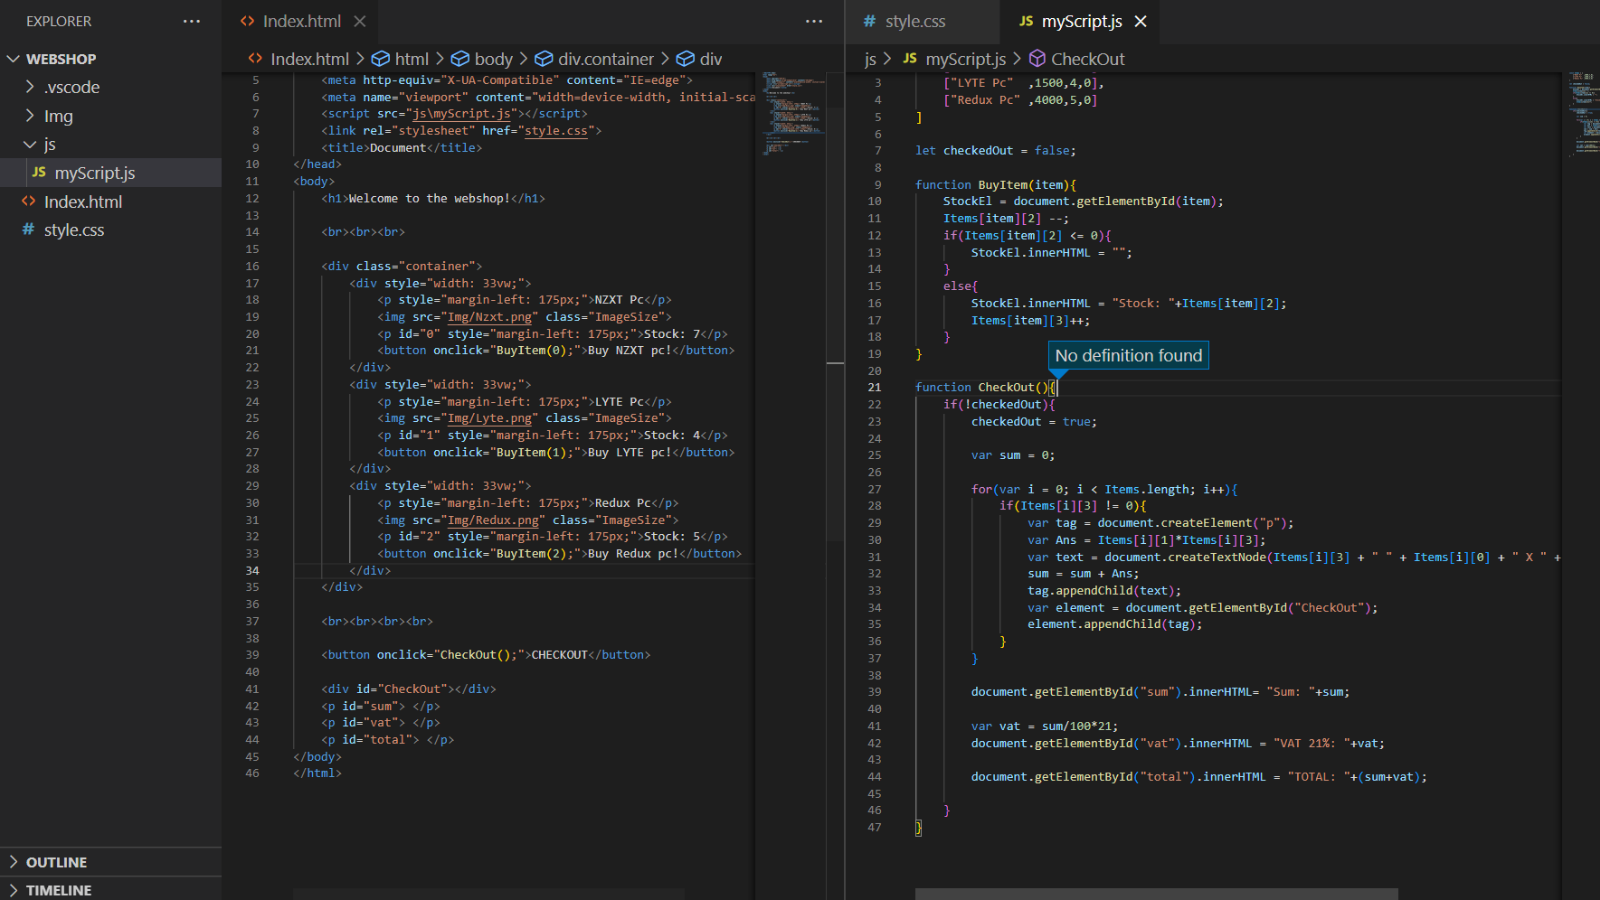 EXPLORER
WEBSHOP
.vscode
Img
js
JS myScript.js
<> Index.html
# style.css
OUTLINE
TIMELINE
<> Index.html
<> Index.html > html > body > div.container > div
5 <meta http-equiv="X-UA-Compatible" content="IE=edge">
6 <meta name="viewport" content="width=device-width, initial-sca
7 <script src="js\myScript.js"></script>
8 <link rel="stylesheet" href="style.css">
9 <title>Document</title>
10 </head>
11 <body>
12 <h1>Welcome to the webshop!</h1>
13
14 <br><br><br>
15
16 <div class="container">
17 <div style="width: 33vw;">
18 <p style="margin-left: 175px;">NZXT Pc</p>
19 <img src="Img/Nzxt.png" class="ImageSize">
20 <p id="0" style="margin-left: 175px;">Stock: 7</p>
21 <button onclick="BuyItem(0);">Buy NZXT pc!</button>
22 </div>
23 <div style="width: 33vw;">
24 <p style="margin-left: 175px;">LYTE Pc</p>
25 <img src="Img/Lyte.png" class="ImageSize">
26 <p id="1" style="margin-left: 175px;">Stock: 4</p>
27 <button onclick="BuyItem(1);">Buy LYTE pc!</button>
28 </div>
29 <div style="width: 33vw;">
30 <p style="margin-left: 175px;">Redux Pc</p>
31 <img src="Img/Redux.png" class="ImageSize">
32 <p id="2" style="margin-left: 175px;">Stock: 5</p>
33 <button onclick="BuyItem(2);">Buy Redux pc!</button>
34 </div>
35 </div>
36
37 <br><br><br><br>
38
39 <button onclick="CheckOut();">CHECKOUT</button>
40
41 <div id="CheckOut"></div>
42 <p id="sum"> </p>
43 <p id="vat"> </p>
44 <p id="total"> </p>
45 </body>
46 </html>
# style.css
JS myScript.js
js > JS myScript.js > CheckOut
3 ["LYTE Pc" ,1500,4,0],
4 ["Redux Pc" ,4000,5,0]
5 ]
6
7 let checkedOut = false;
8
9 function BuyItem(item){
10 StockEl = document.getElementById(item);
11 Items[item][2] --;
12 if(Items[item][2] <= 0){
13 StockEl.innerHTML = "";
14 }
15 else{
16 StockEl.innerHTML = "Stock: "+Items[item][2];
17 Items[item][3]++;
18 }
19 }
No definition found
20
21 function CheckOut(){
22 if(!checkedOut){
23 checkedOut = true;
24
25 var sum = 0;
26
27 for(var i = 0; i < Items.length; i++){
28 if(Items[i][3] != 0){
29 var tag = document.createElement("p");
30 var Ans = Items[i][1]*Items[i][3];
31 var text = document.createTextNode(Items[i][3] + " " + Items[i][0] + " X " +
32 sum = sum + Ans;
33 tag.appendChild(text);
34 var element = document.getElementById("CheckOut");
35 element.appendChild(tag);
36 }
37 }
38
39 document.getElementById("sum").innerHTML= "Sum: "+sum;
40
41 var vat = sum/100*21;
42 document.getElementById("vat").innerHTML = "VAT 21%: "+vat;
43
44 document.getElementById("total").innerHTML = "TOTAL: "+(sum+vat);
45
46 }
47 }